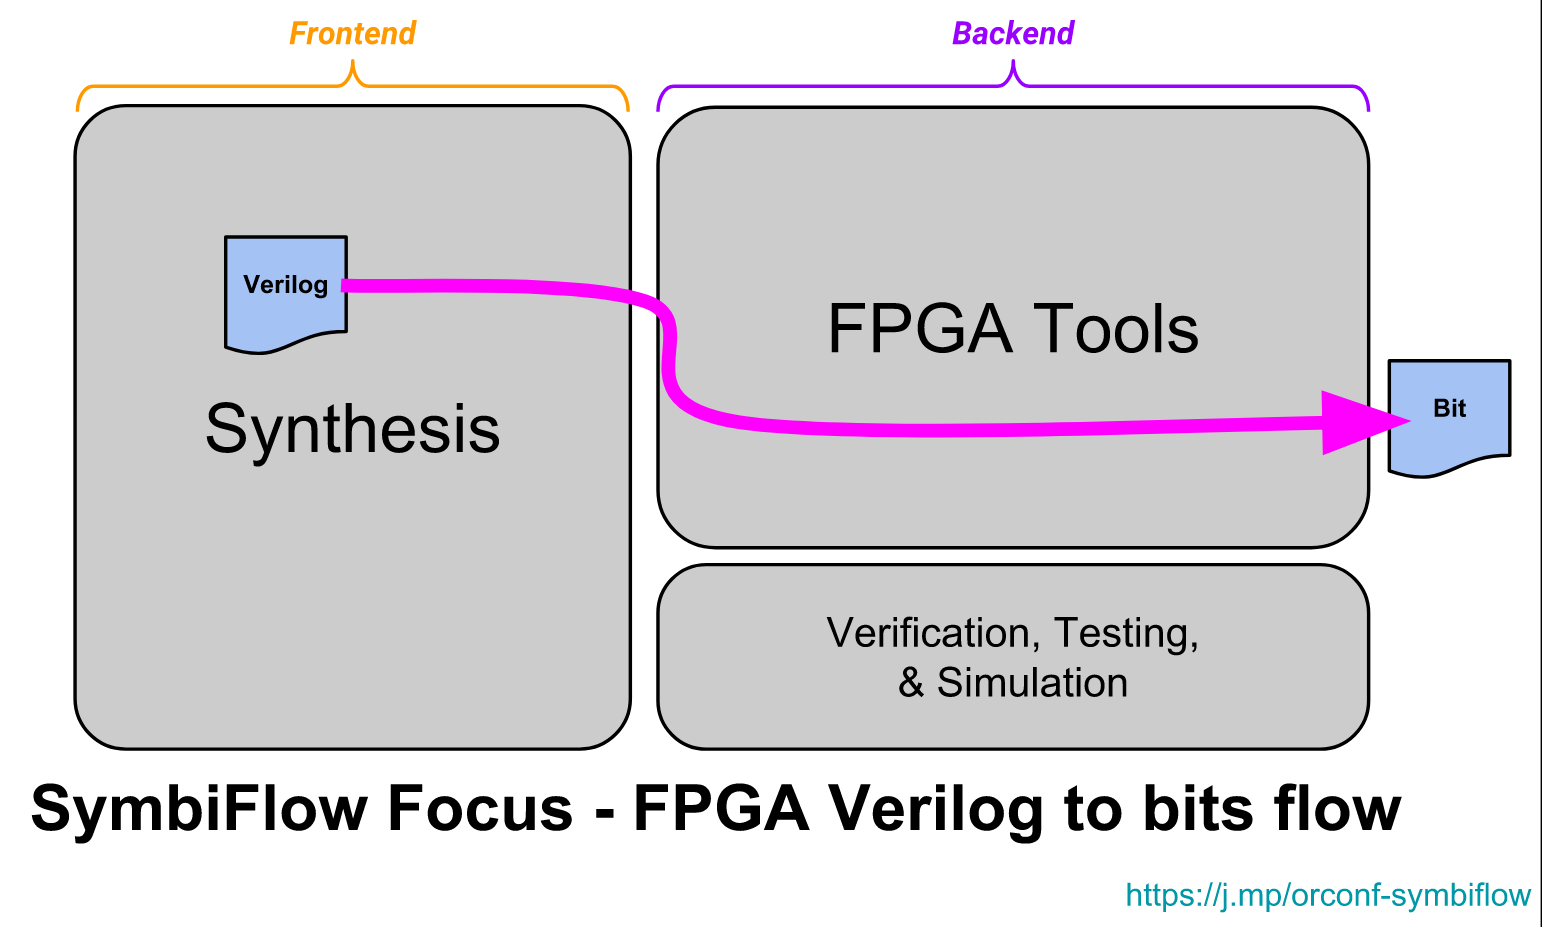 Frontend
Backend
Verilog
Synthesis
FPGA Tools
Bit
Verification, Testing,
& Simulation
SymbiFlow Focus - FPGA Verilog to bits flow
https://j.mp/orconf-symbiflow